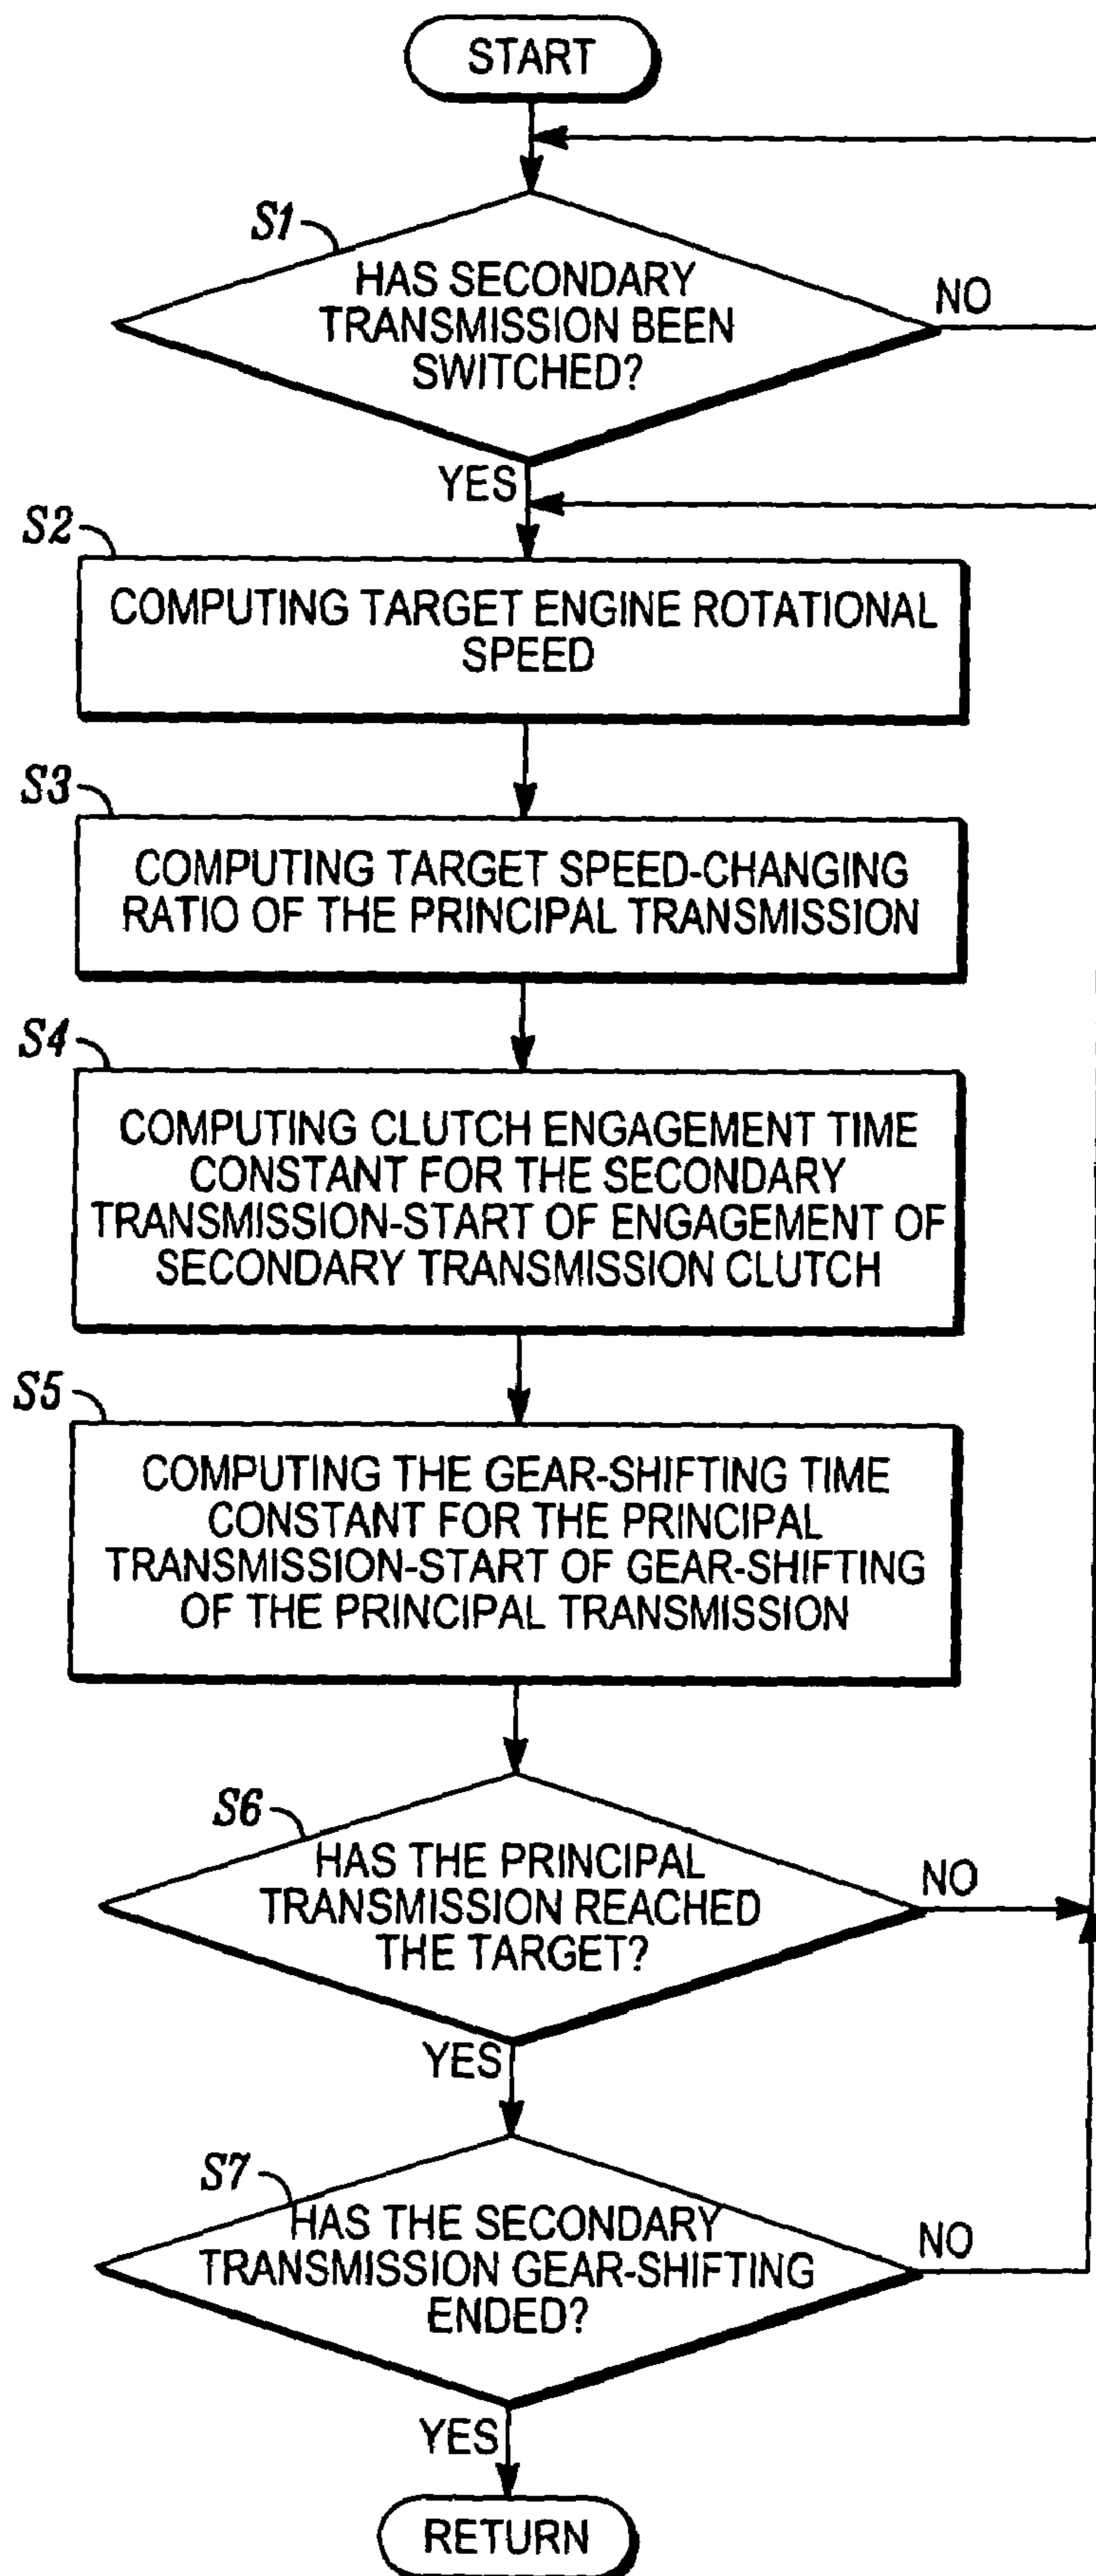 START
S1
HAS SECONDARY
TRANSMISSION BEEN
SWITCHED?
NO
YES
S2
COMPUTING TARGET ENGINE ROTATIONAL
SPEED
S3
COMPUTING TARGET SPEED-CHANGING
RATIO OF THE PRINCIPAL TRANSMISSION
S4
COMPUTING CLUTCH ENGAGEMENT TIME
CONSTANT FOR THE SECONDARY
TRANSMISSION-START OF ENGAGEMENT OF
SECONDARY TRANSMISSION CLUTCH
S5
COMPUTING THE GEAR-SHIFTING TIME
CONSTANT FOR THE PRINCIPAL
TRANSMISSION-START OF GEAR-SHIFTING
OF THE PRINCIPAL TRANSMISSION
S6
HAS THE PRINCIPAL
TRANSMISSION REACHED
THE TARGET?
NO
YES
S7
HAS THE SECONDARY
TRANSMISSION GEAR-SHIFTING
ENDED?
NO
YES
RETURN